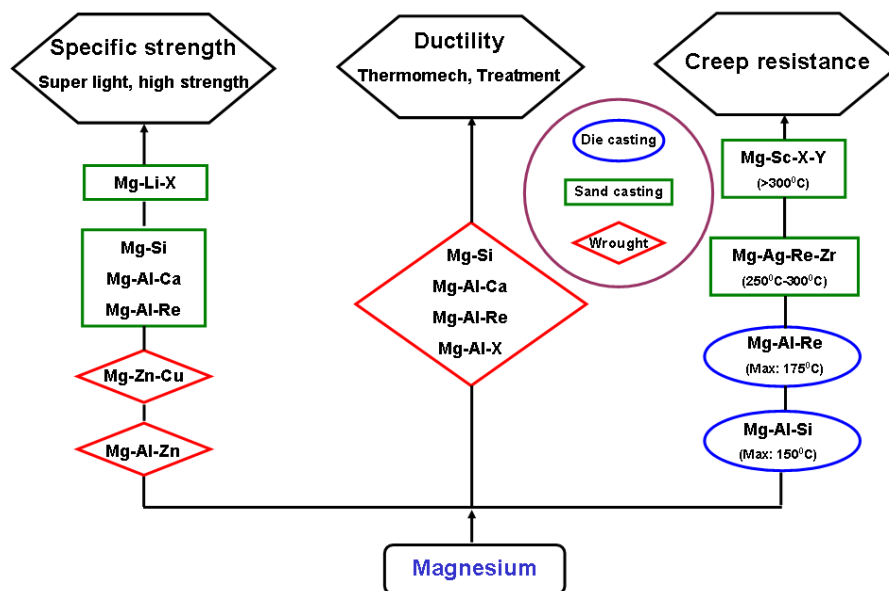 Specific strength
Super light, high strength
Mg-Li-X
Mg-Si
Mg-Al-Ca
Mg-Al-Re
Mg-Zn-Cu
Mg-Al-Zn
Ductility
Thermomech, Treatment
Mg-Si
Mg-Al-Ca
Mg-Al-Re
Mg-Al-X
Die casting
Sand casting
Wrought
Creep resistance
Mg-Sc-X-Y
(>300⁰C)
Mg-Ag-Re-Zr
(250⁰C-300⁰C)
Mg-Al-Re
(Max: 175⁰C)
Mg-Al-Si
(Max: 150⁰C)
Magnesium